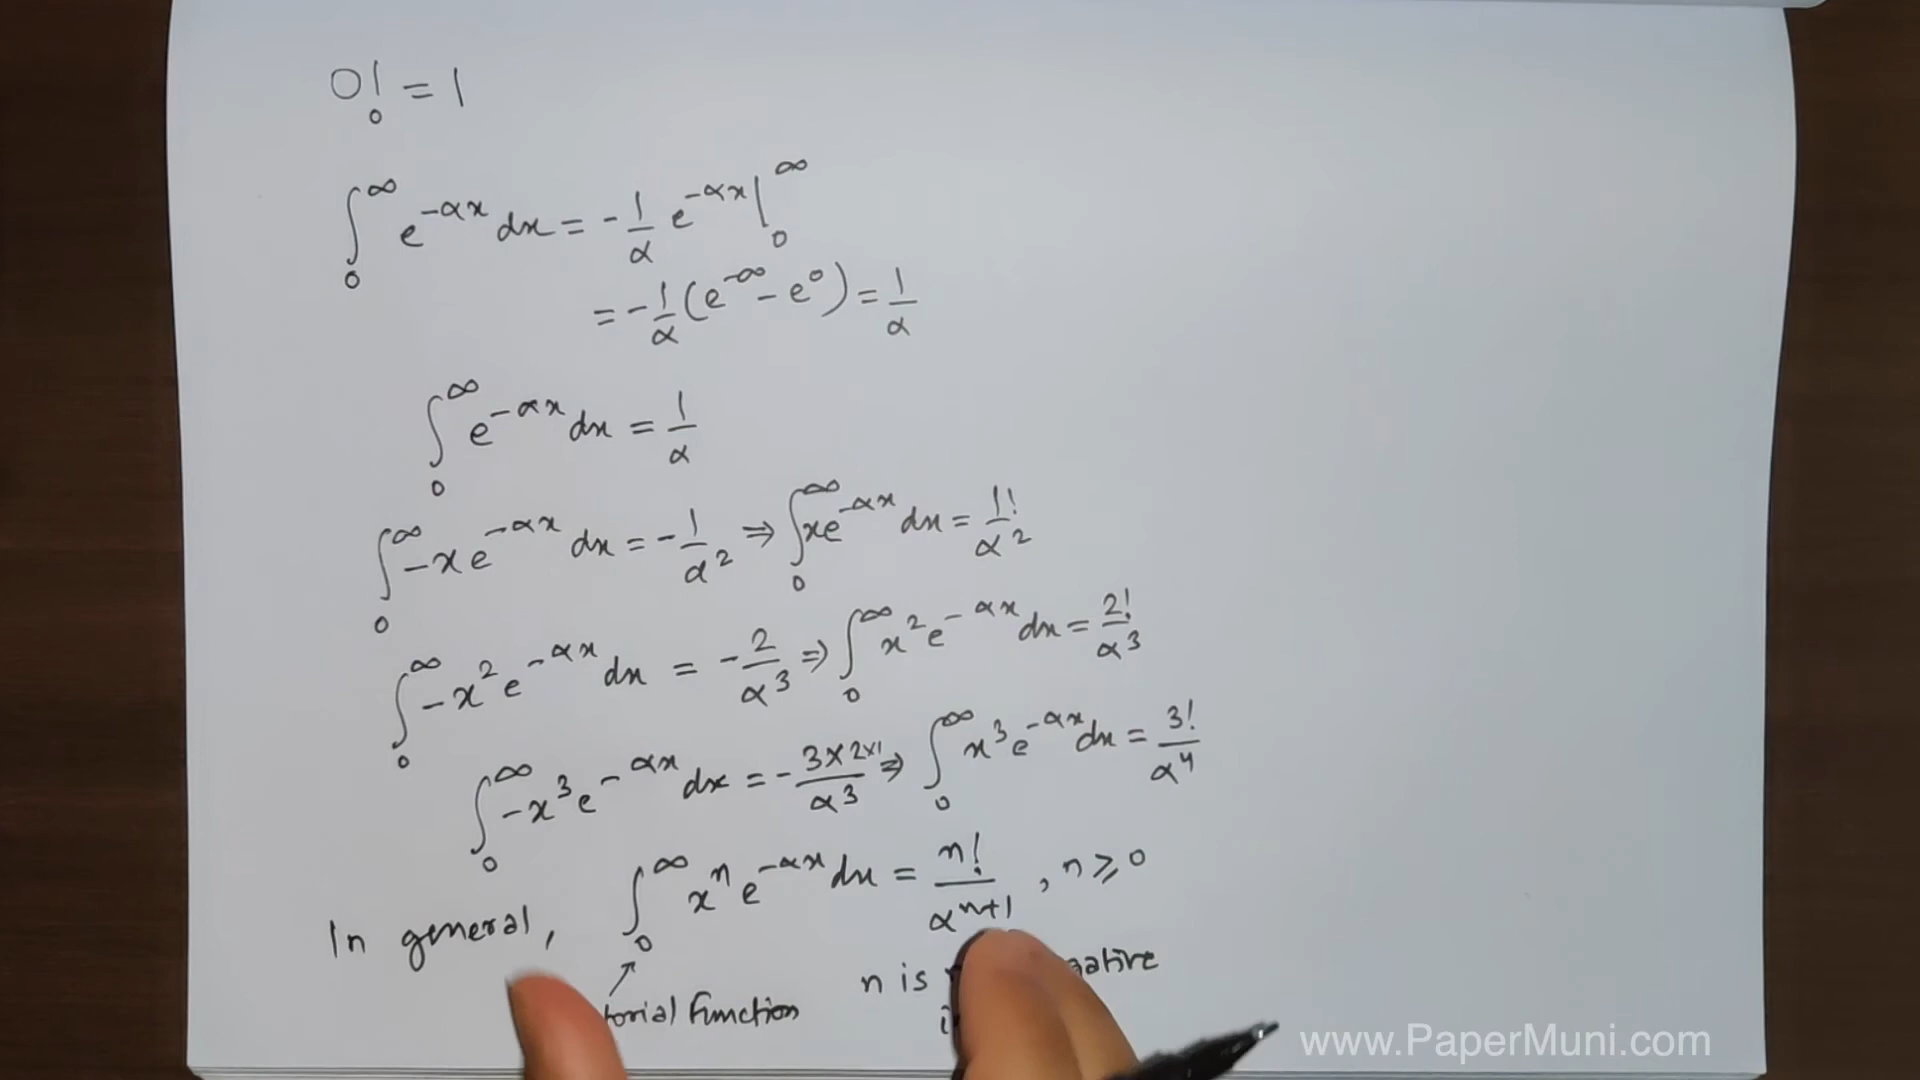 0! = 1
∫₀^∞ e^{-αx} dx = -1/α e^{-αx} |₀^∞
= -1/α (e^{-∞} - e^0) = 1/α
∫₀^∞ e^{-αx} dx = 1/α
∫₀^∞ -x e^{-αx} dx = -1/α² ⇒ ∫₀^∞ x e^{-αx} dx = 1!/α²
∫₀^∞ -x² e^{-αx} dx = -2/α³ ⇒ ∫₀^∞ x² e^{-αx} dx = 2!/α³
∫₀^∞ -x³ e^{-αx} dx = -3×2×1/α³ ⇒ ∫₀^∞ x³ e^{-αx} dx = 3!/α⁴
In general, ∫₀^∞ xⁿ e^{-αx} dx = n!/α^{n+1}, n ≥ 0
n is
torial function
www.PaperMuni.com